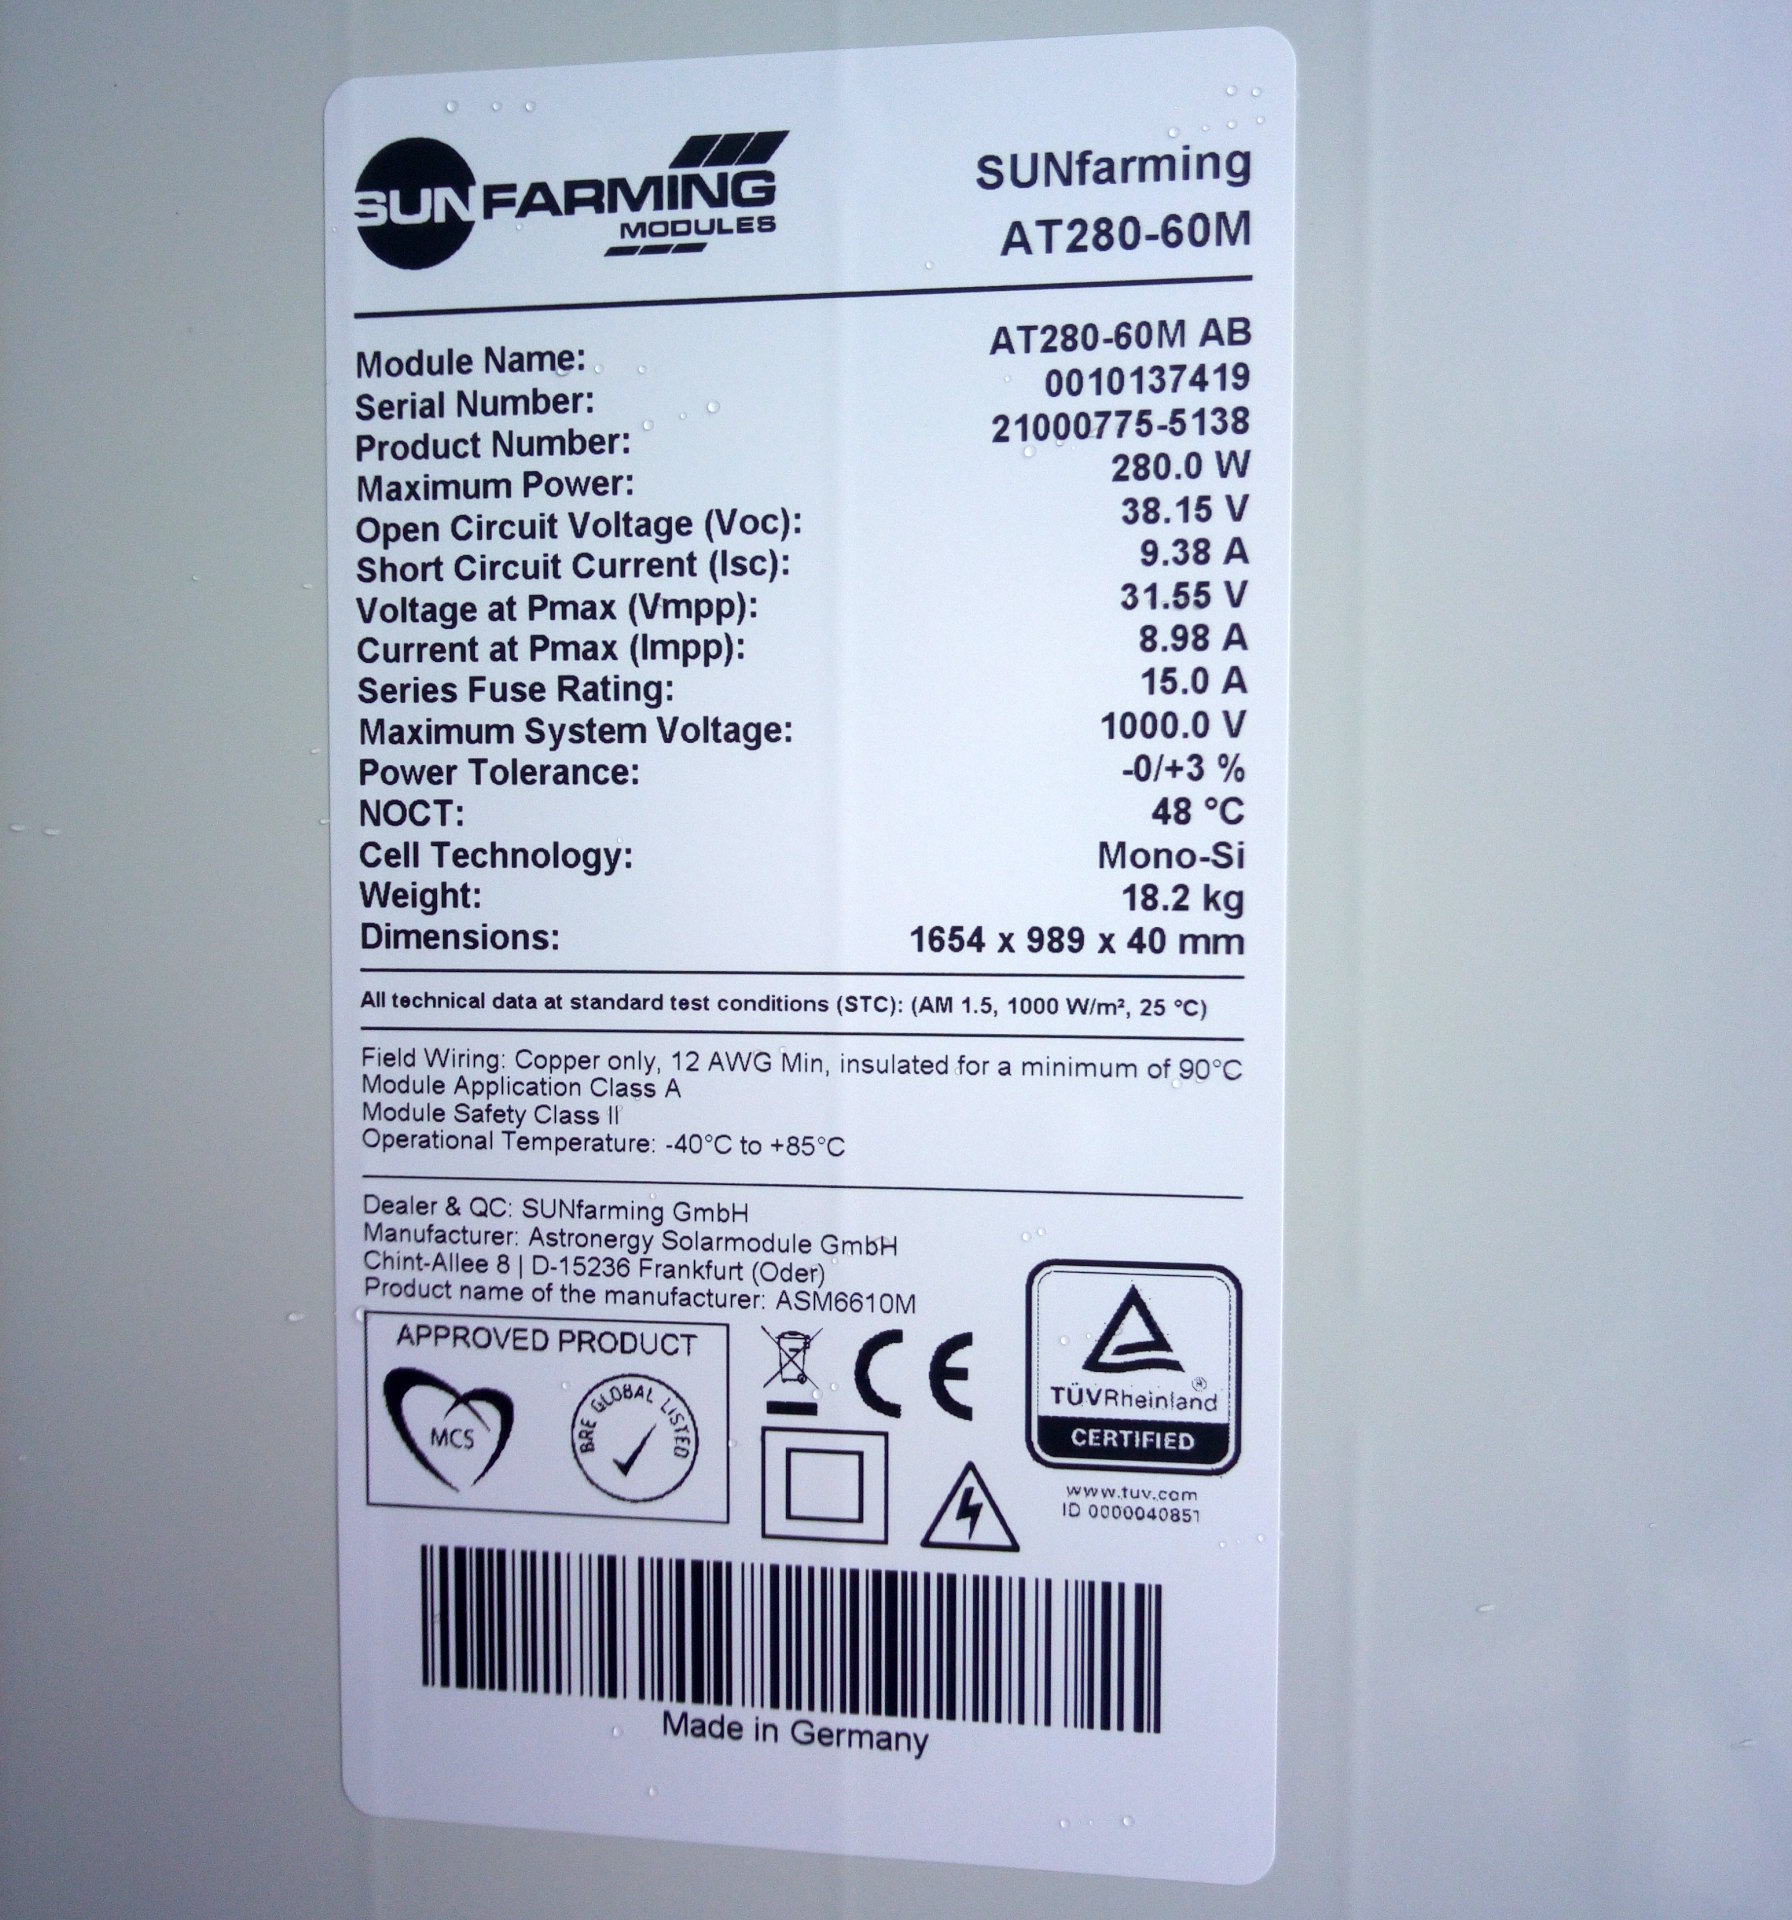 SUNFARMING
MODULES
SUNfarming
AT280-60M
Module Name: AT280-60M AB
Serial Number: 0010137419
Product Number: 21000775-5138
Maximum Power: 280.0 W
Open Circuit Voltage (Voc): 38.15 V
Short Circuit Current (Isc): 9.38 A
Voltage at Pmax (Vmpp): 31.55 V
Current at Pmax (Impp): 8.98 A
Series Fuse Rating: 15.0 A
Maximum System Voltage: 1000.0 V
Power Tolerance: -0/+3 %
NOCT: 48 °C
Cell Technology: Mono-Si
Weight: 18.2 kg
Dimensions: 1654 x 989 x 40 mm
All technical data at standard test conditions (STC): (AM 1.5, 1000 W/m², 25 °C)
Field Wiring: Copper only, 12 AWG Min, insulated for a minimum of 90°C
Module Application Class A
Module Safety Class II
Operational Temperature: -40°C to +85°C
Dealer & QC: SUNfarming GmbH
Manufacturer: Astronergy Solarmodule GmbH
Chint-Allee 8 | D-15236 Frankfurt (Oder)
Product name of the manufacturer: ASM6610M
APPROVED PRODUCT
MCS
BRE GLOBAL LISTED
CE
TÜVRheinland®
CERTIFIED
www.tuv.com
ID 0000040851
Made in Germany